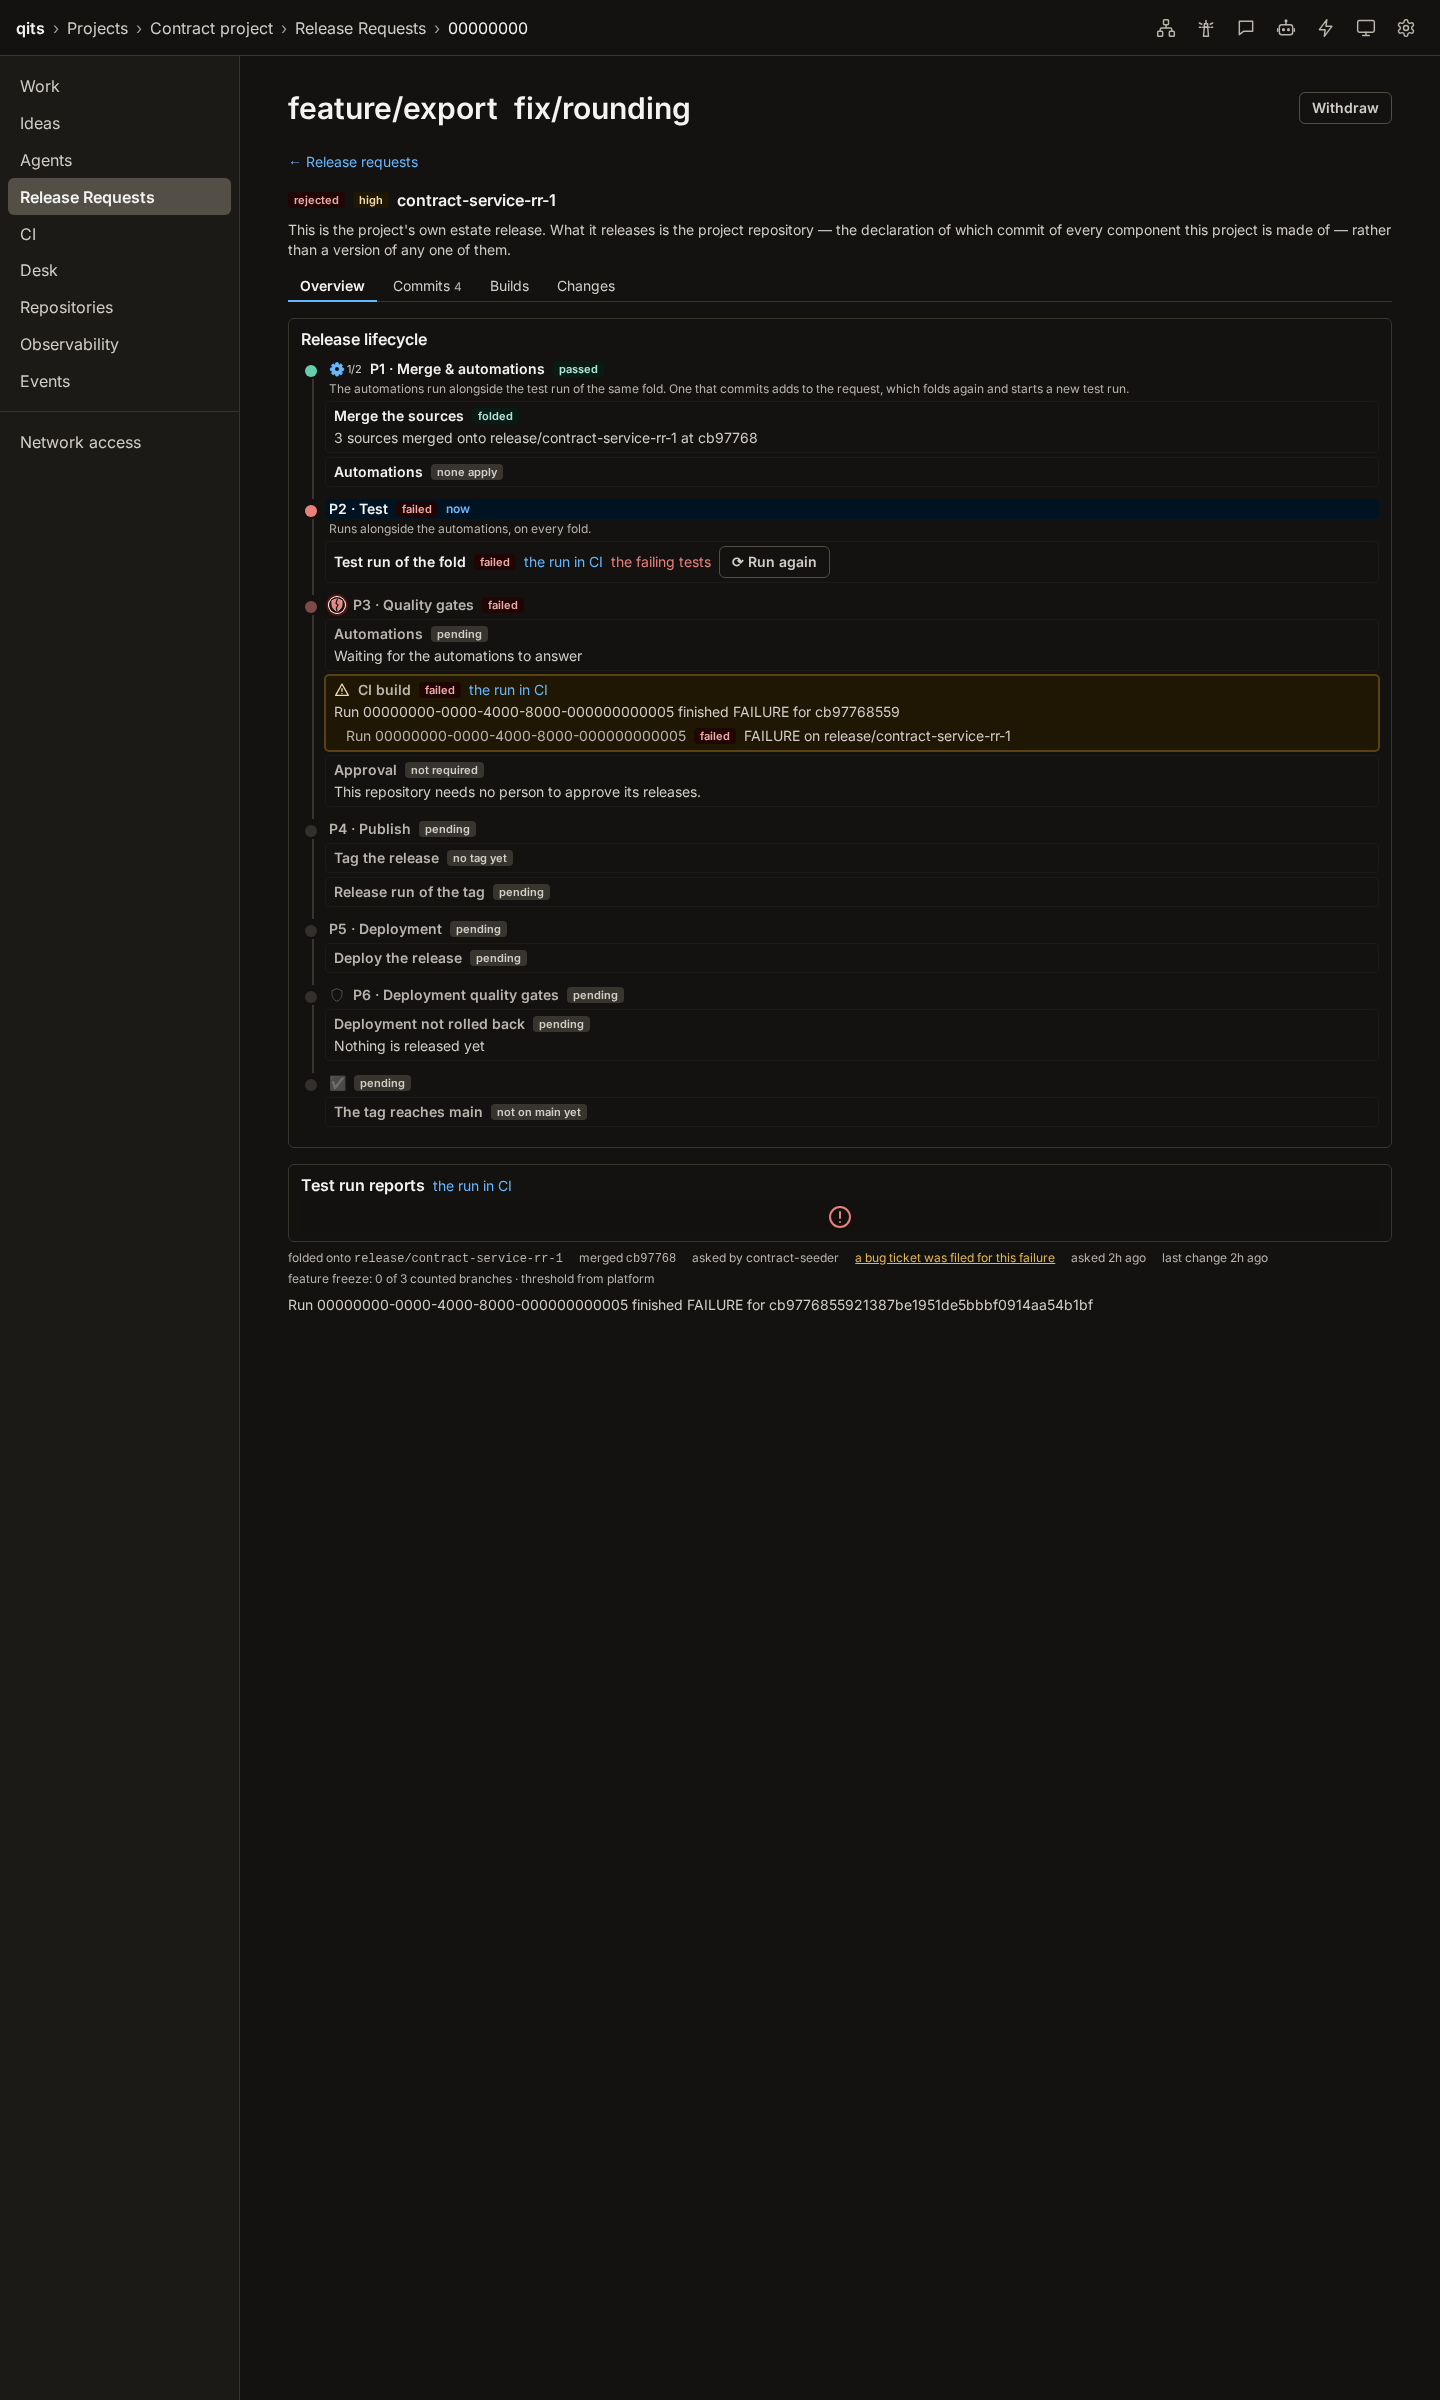 qits › Projects › Contract project › Release Requests › 00000000
Work
Ideas
Agents
Release Requests
CI
Desk
Repositories
Observability
Events
Network access
feature/export fix/rounding
Withdraw
← Release requests
rejected high contract-service-rr-1
This is the project's own estate release. What it releases is the project repository — the declaration of which commit of every component this project is made of — rather
than a version of any one of them.
Overview Commits 4 Builds Changes
Release lifecycle
1/2 P1 · Merge & automations passed
The automations run alongside the test run of the same fold. One that commits adds to the request, which folds again and starts a new test run.
Merge the sources folded
3 sources merged onto release/contract-service-rr-1 at cb97768
Automations none apply
P2 · Test failed now
Runs alongside the automations, on every fold.
Test run of the fold failed the run in CI the failing tests ⟳ Run again
P3 · Quality gates failed
Automations pending
Waiting for the automations to answer
CI build failed the run in CI
Run 00000000-0000-4000-8000-000000000005 finished FAILURE for cb97768559
Run 00000000-0000-4000-8000-000000000005 failed FAILURE on release/contract-service-rr-1
Approval not required
This repository needs no person to approve its releases.
P4 · Publish pending
Tag the release no tag yet
Release run of the tag pending
P5 · Deployment pending
Deploy the release pending
P6 · Deployment quality gates pending
Deployment not rolled back pending
Nothing is released yet
pending
The tag reaches main not on main yet
Test run reports the run in CI
folded onto release/contract-service-rr-1 merged cb97768 asked by contract-seeder a bug ticket was filed for this failure asked 2h ago last change 2h ago
feature freeze: 0 of 3 counted branches · threshold from platform
Run 00000000-0000-4000-8000-000000000005 finished FAILURE for cb9776855921387be1951de5bbbf0914aa54b1bf